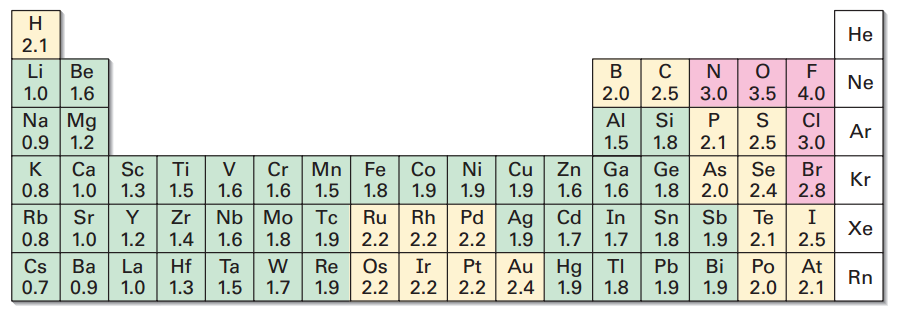 H He
2.1
Li Be B C N O F Ne
1.0 1.6 2.0 2.5 3.0 3.5 4.0
Na Mg Al Si P S Cl Ar
0.9 1.2 1.5 1.8 2.1 2.5 3.0
K Ca Sc Ti V Cr Mn Fe Co Ni Cu Zn Ga Ge As Se Br Kr
0.8 1.0 1.3 1.5 1.6 1.6 1.5 1.8 1.9 1.9 1.9 1.6 1.6 1.8 2.0 2.4 2.8
Rb Sr Y Zr Nb Mo Tc Ru Rh Pd Ag Cd In Sn Sb Te I Xe
0.8 1.0 1.2 1.4 1.6 1.8 1.9 2.2 2.2 2.2 1.9 1.7 1.7 1.8 1.9 2.1 2.5
Cs Ba La Hf Ta W Re Os Ir Pt Au Hg Tl Pb Bi Po At Rn
0.7 0.9 1.0 1.3 1.5 1.7 1.9 2.2 2.2 2.2 2.4 1.9 1.8 1.9 1.9 2.0 2.1